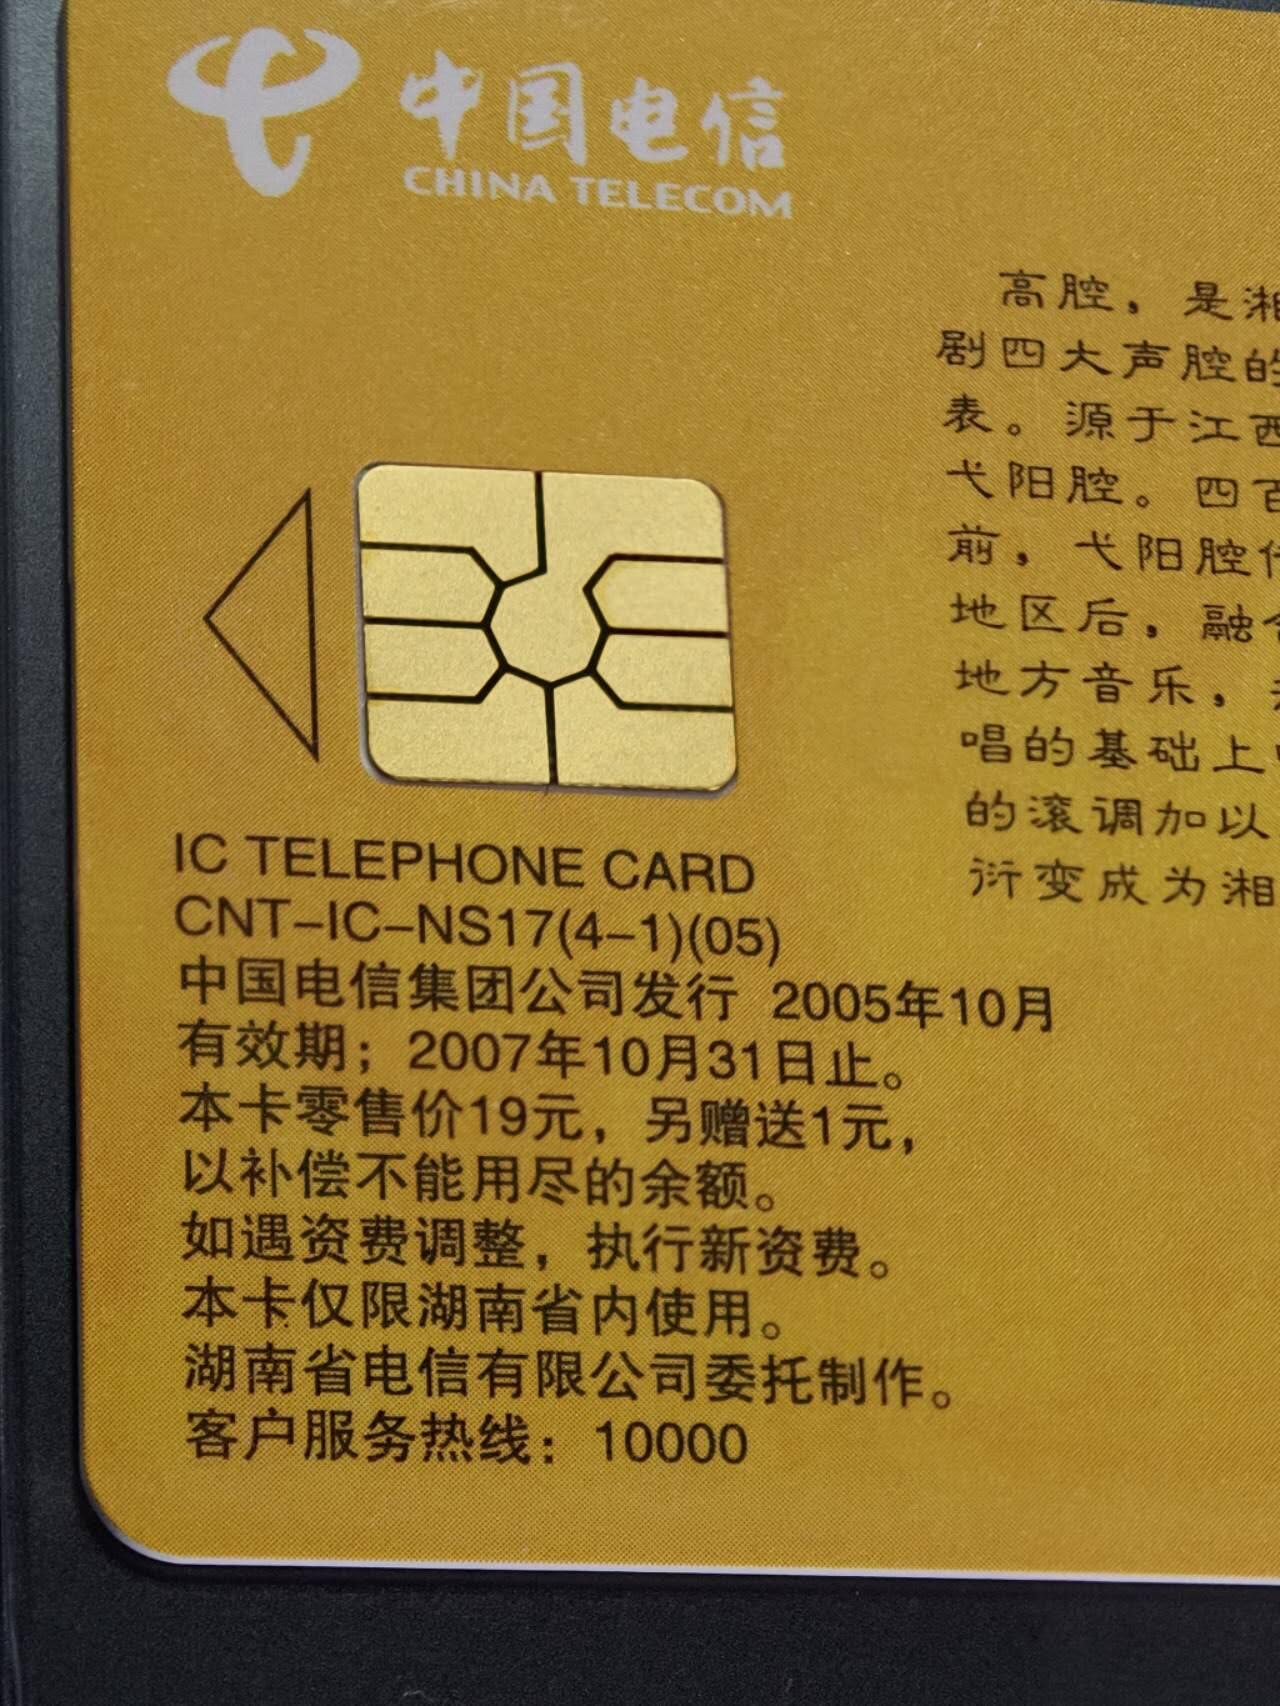 中国电信
CHINA TELECOM
高腔，是湘
剧四大声腔的
表。源于江西
弋阳腔。四百
前，弋阳腔
地区后，融
地方音乐，
唱的基础上
的滚调加以
衍变成为湘
IC TELEPHONE CARD
CNT-IC-NS17(4-1)(05)
中国电信集团公司发行 2005年10月
有效期；2007年10月31日止。
本卡零售价19元，另赠送1元，
以补偿不能用尽的余额。
如遇资费调整，执行新资费。
本卡仅限湖南省内使用。
湖南省电信有限公司委托制作。
客户服务热线：10000